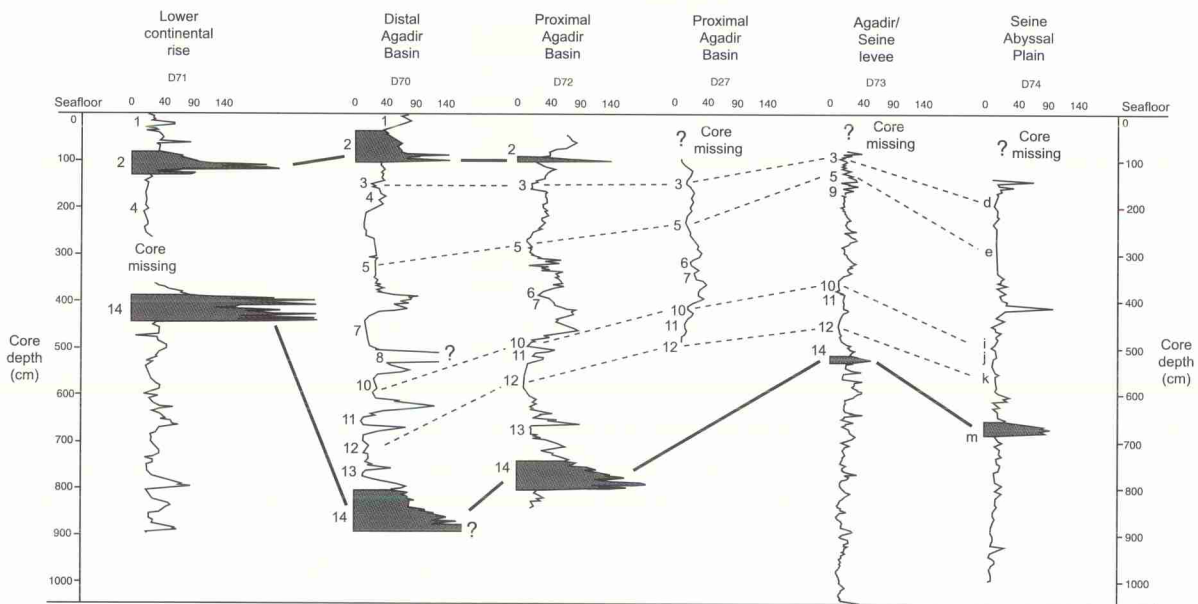 Lower
continental
rise
D71
Distal
Agadir
Basin
D70
Proximal
Agadir
Basin
D72
Proximal
Agadir
Basin
D27
Agadir/
Seine
levee
D73
Seine
Abyssal
Plain
D74
Seafloor 0 40 90 140 0 40 90 140 0 40 90 140 0 40 90 140 0 40 90 140 0 40 90 140 Seafloor
0
100
200
300
400
500
600
700
800
900
1000
Core
depth
(cm)
1
2
4
Core
missing
14
1
2
3
4
5
7
8
?
10
11
12
13
14
?
2
3
5
6
7
10
11
12
13
14
?
Core
missing
3
5
6
7
10
11
12
?
Core
missing
3
5
9
10
11
12
14
?
Core
missing
d
e
i
j
k
m
0
100
200
300
400
500
600
700
800
900
1000
Core
depth
(cm)